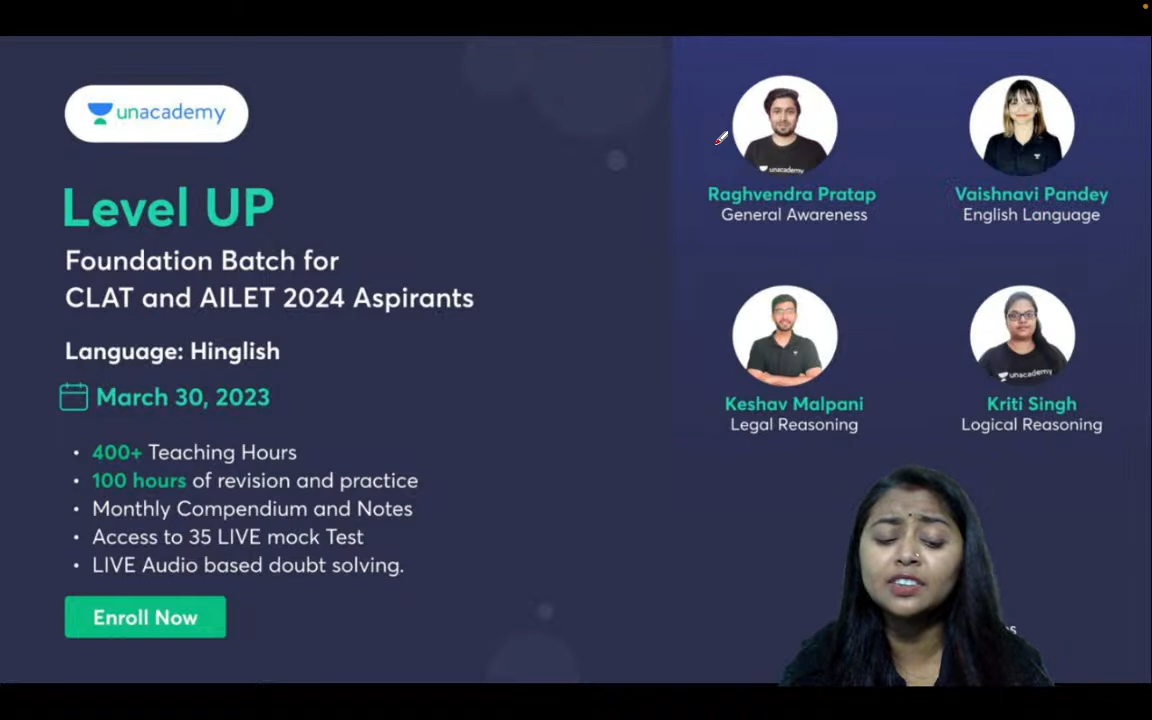 unacademy
Level UP
Foundation Batch for
CLAT and AILET 2024 Aspirants
Language: Hinglish
March 30, 2023
• 400+ Teaching Hours
• 100 hours of revision and practice
• Monthly Compendium and Notes
• Access to 35 LIVE mock Test
• LIVE Audio based doubt solving.
Enroll Now
unacademy
Raghvendra Pratap
General Awareness
Vaishnavi Pandey
English Language
Keshav Malpani
Legal Reasoning
unacademy
Kriti Singh
Logical Reasoning